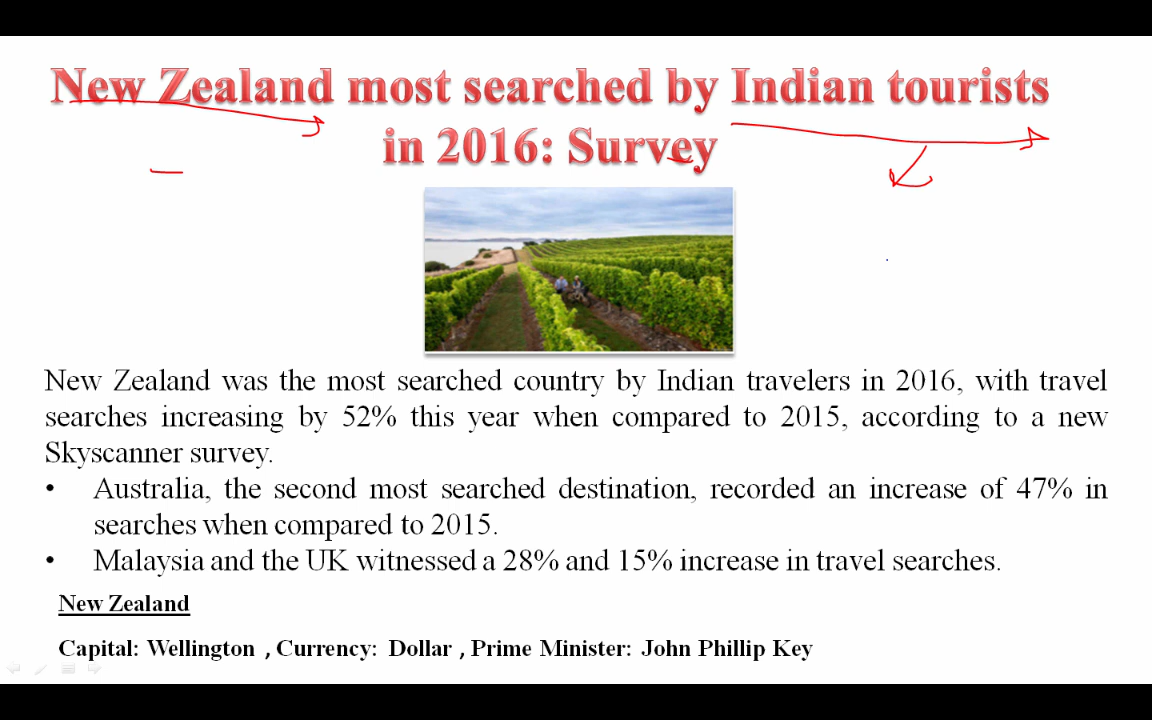 New Zealand most searched by Indian tourists
in 2016: Survey
New Zealand was the most searched country by Indian travelers in 2016, with travel
searches increasing by 52% this year when compared to 2015, according to a new
Skyscanner survey.
• Australia, the second most searched destination, recorded an increase of 47% in
searches when compared to 2015.
• Malaysia and the UK witnessed a 28% and 15% increase in travel searches.
New Zealand
Capital: Wellington , Currency: Dollar , Prime Minister: John Phillip Key